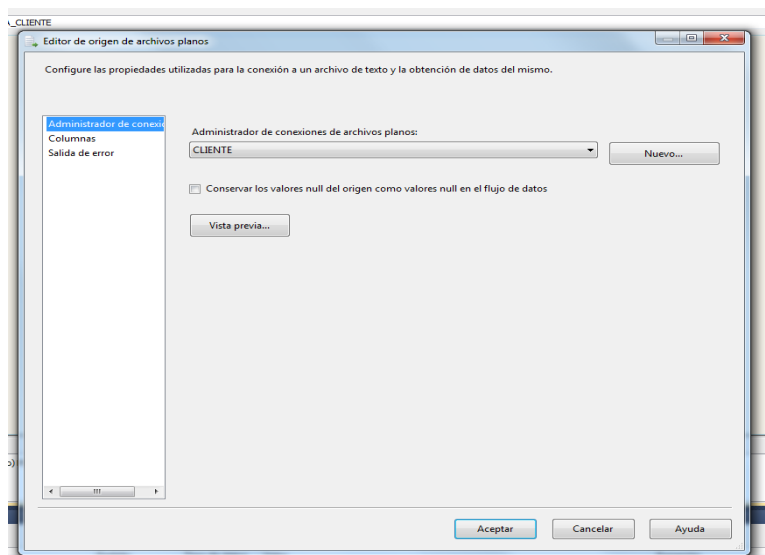 _CLIENTE
Editor de origen de archivos planos
Configure las propiedades utilizadas para la conexión a un archivo de texto y la obtención de datos del mismo.
Administrador de conexi
Columnas
Salida de error
Administrador de conexiones de archivos planos:
CLIENTE
Nuevo...
Conservar los valores null del origen como valores null en el flujo de datos
Vista previa...
Aceptar
Cancelar
Ayuda